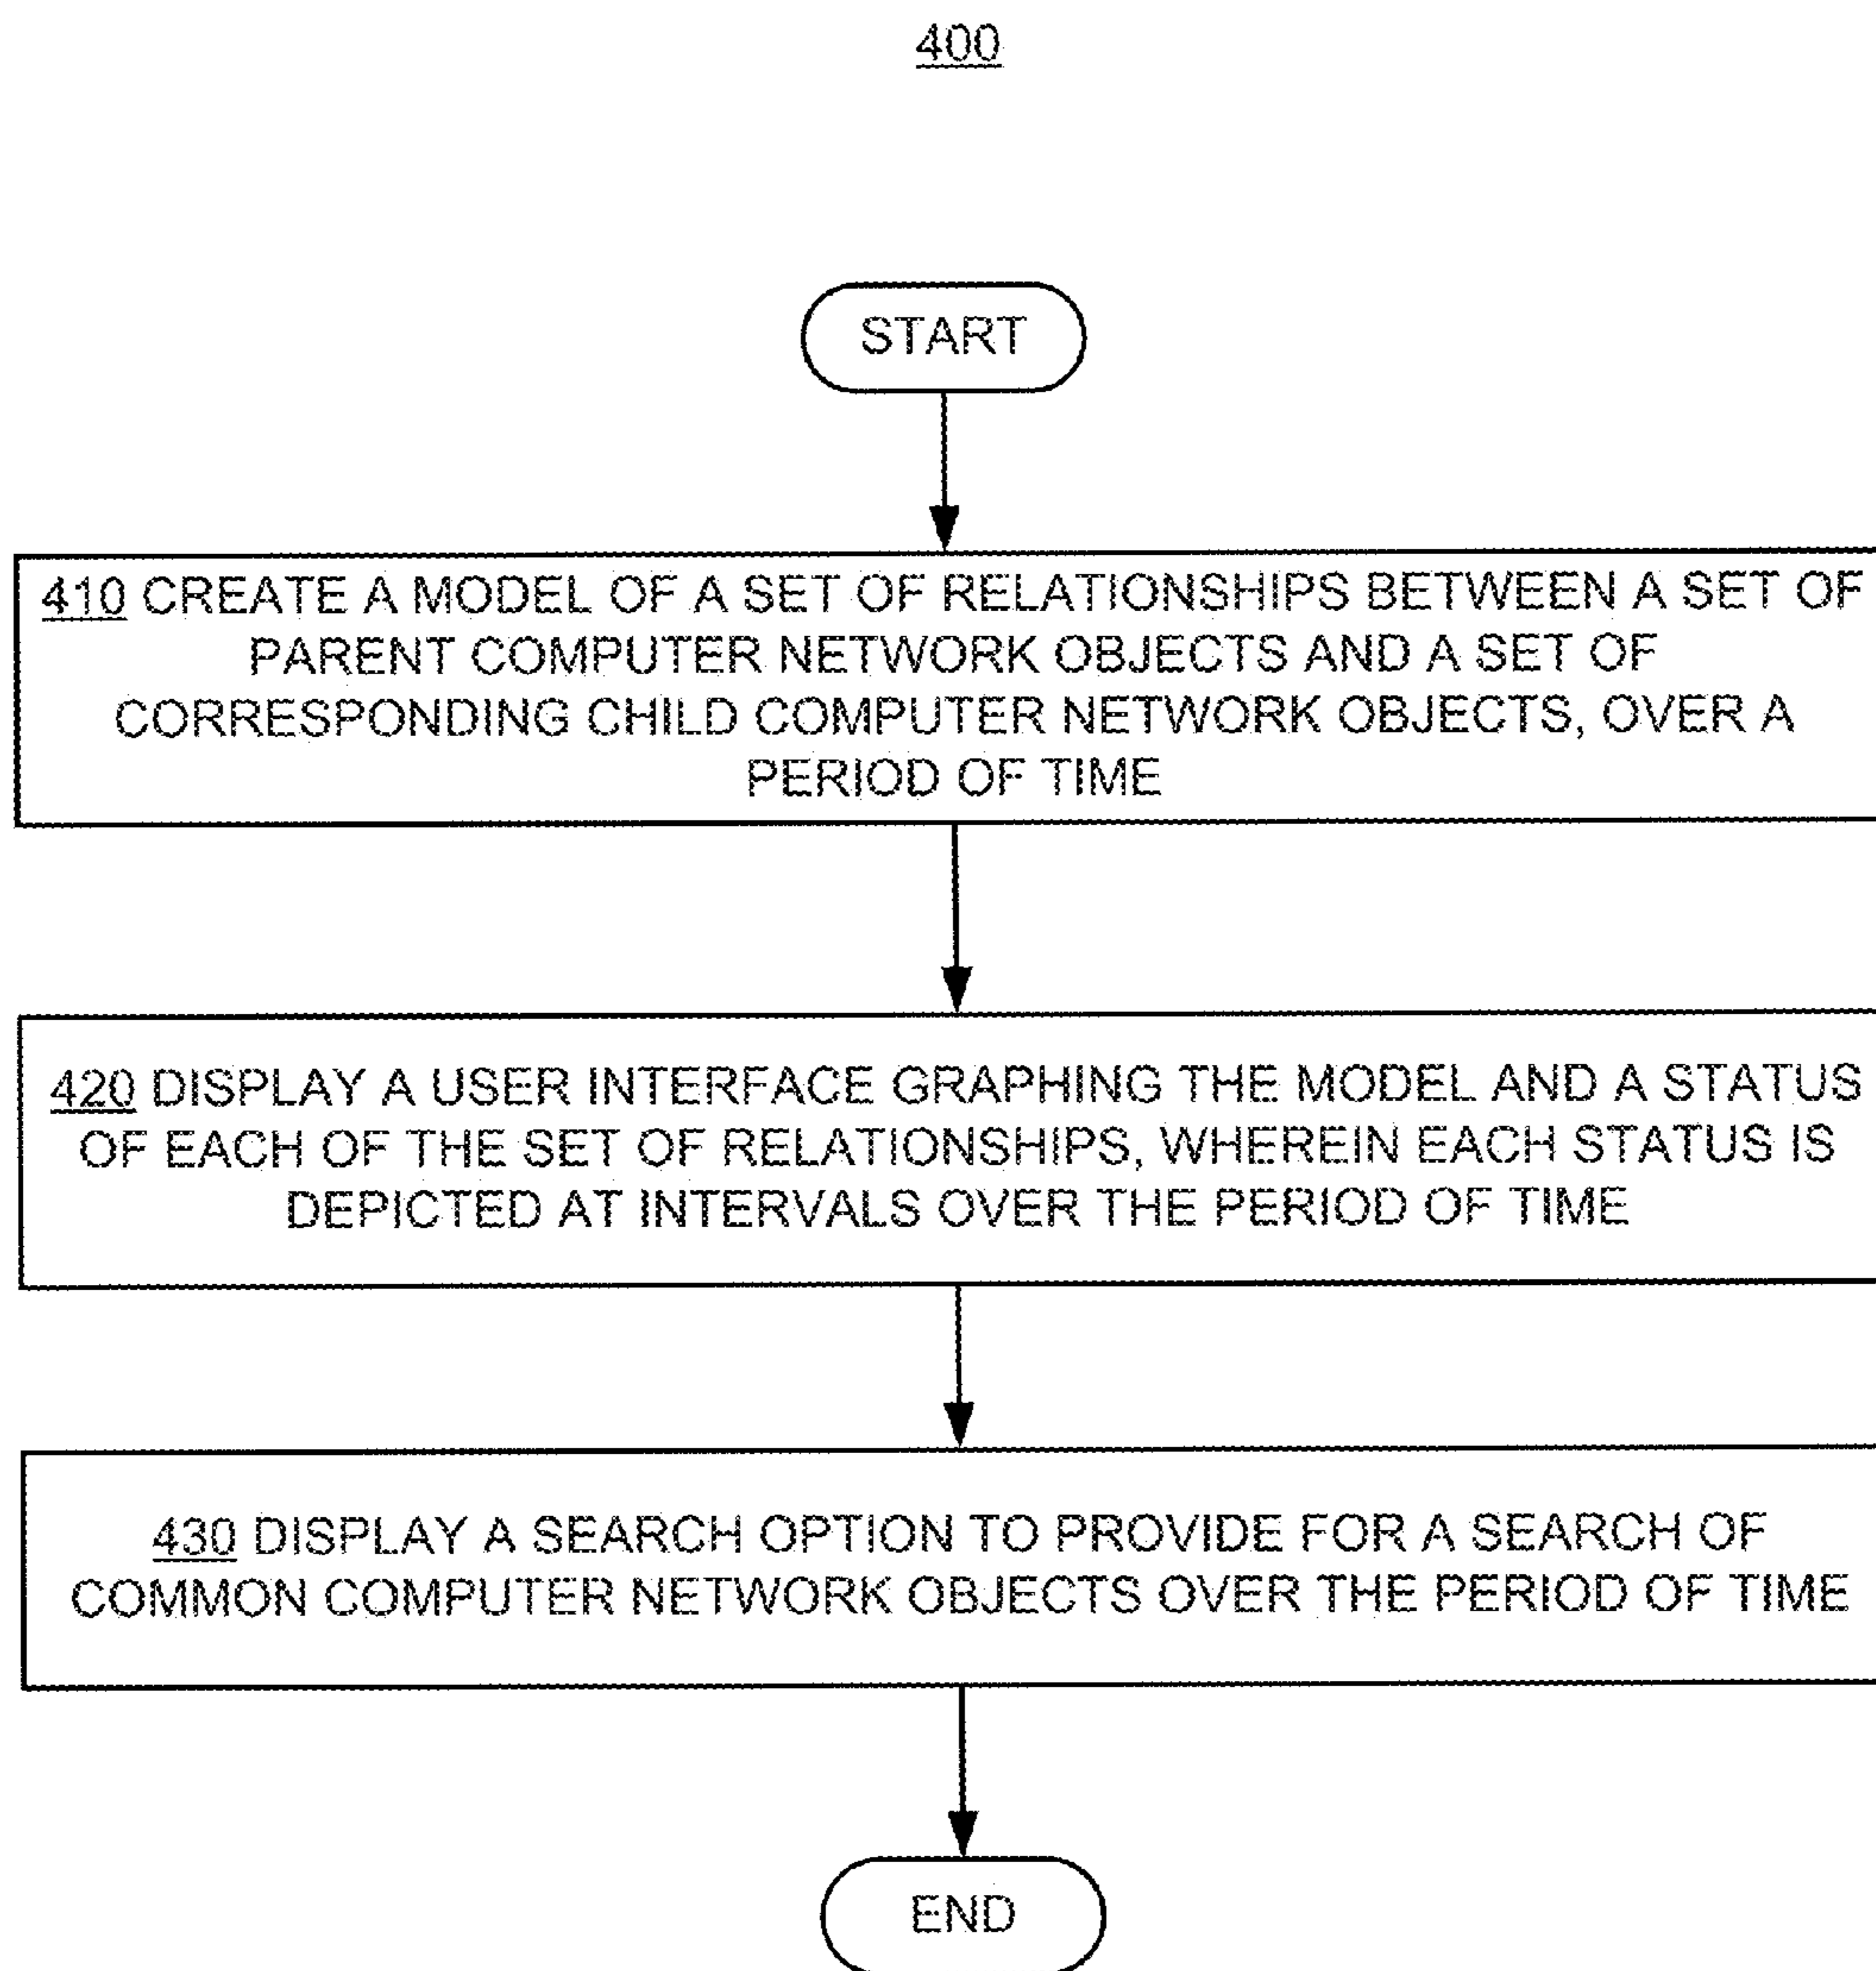 400
START
410 CREATE A MODEL OF A SET OF RELATIONSHIPS BETWEEN A SET OF
PARENT COMPUTER NETWORK OBJECTS AND A SET OF
CORRESPONDING CHILD COMPUTER NETWORK OBJECTS, OVER A
PERIOD OF TIME
420 DISPLAY A USER INTERFACE GRAPHING THE MODEL AND A STATUS
OF EACH OF THE SET OF RELATIONSHIPS, WHEREIN EACH STATUS IS
DEPICTED AT INTERVALS OVER THE PERIOD OF TIME
430 DISPLAY A SEARCH OPTION TO PROVIDE FOR A SEARCH OF
COMMON COMPUTER NETWORK OBJECTS OVER THE PERIOD OF TIME
END